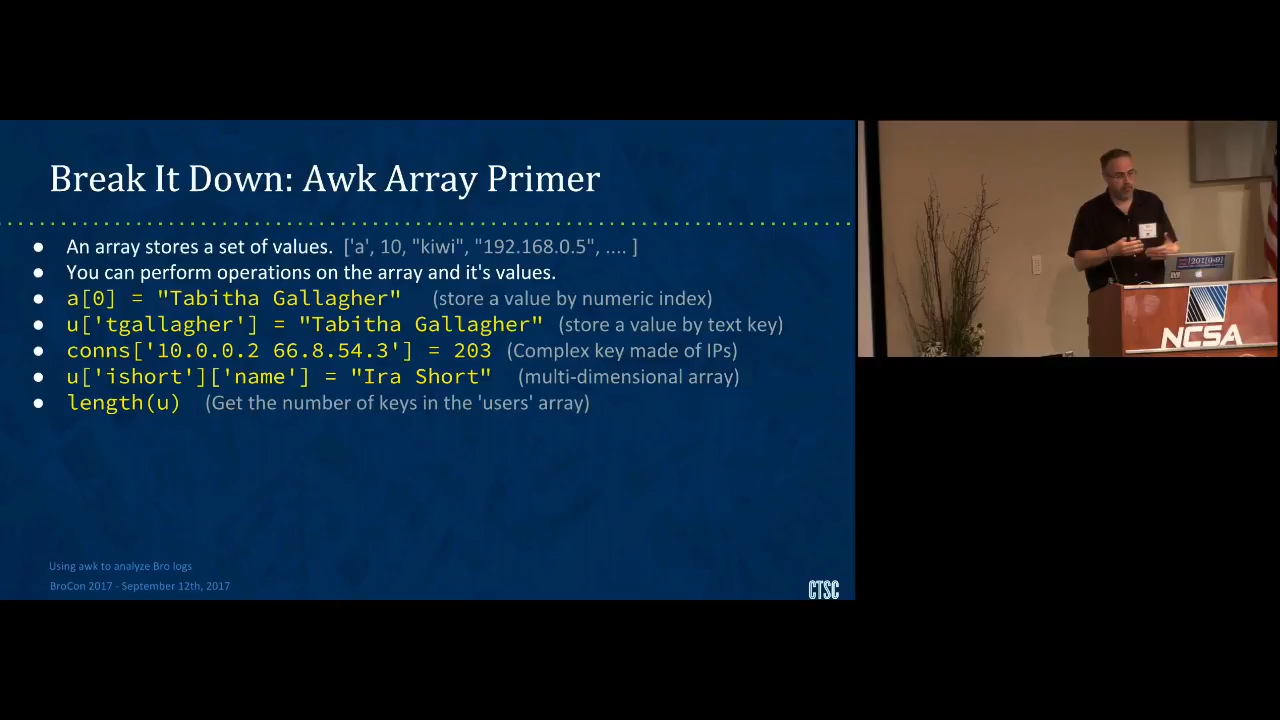 Break It Down: Awk Array Primer
● An array stores a set of values. ['a', 10, "kiwi", "192.168.0.5", .... ]
● You can perform operations on the array and it's values.
● a[0] = "Tabitha Gallagher" (store a value by numeric index)
● u['tgallagher'] = "Tabitha Gallagher" (store a value by text key)
● conns['10.0.0.2 66.8.54.3'] = 203 (Complex key made of IPs)
● u['ishort']['name'] = "Ira Short" (multi-dimensional array)
● length(u) (Get the number of keys in the 'users' array)
Using awk to analyze Bro logs
BroCon 2017 - September 12th, 2017
CTSC
NCSA